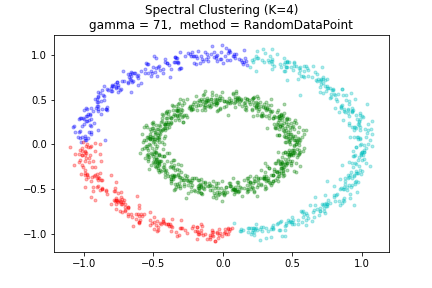 Spectral Clustering (K=4)
gamma = 71,  method = RandomDataPoint
1.0
0.5
0.0
−0.5
−1.0
−1.0 −0.5 0.0 0.5 1.0